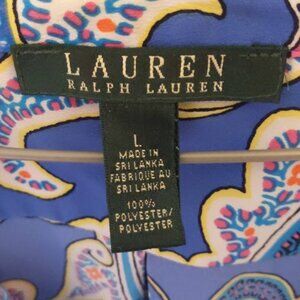 LAUREN
RALPH LAUREN
L
MADE IN
SRI LANKA
FABRIQUE AU
SRI LANKA
100%
POLYESTER/
POLYESTER